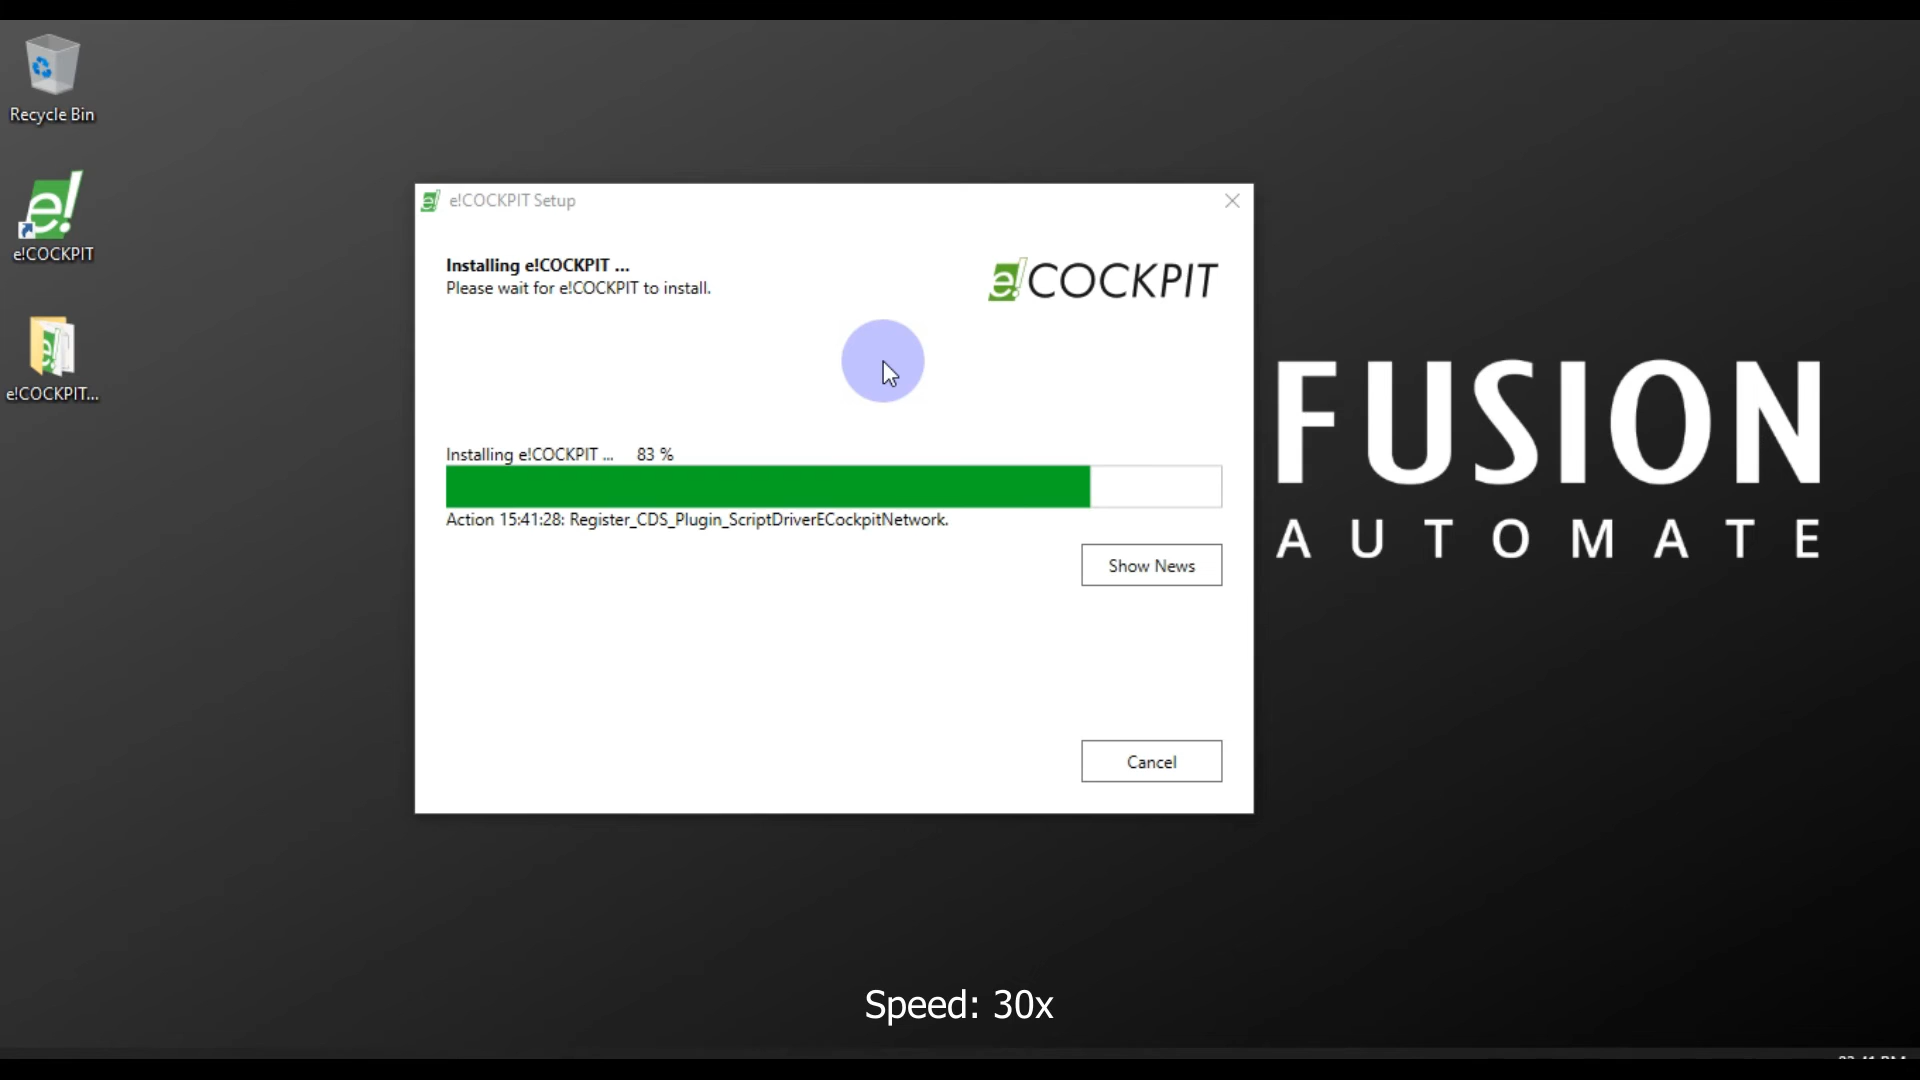 Recycle Bin
e!COCKPIT
e!COCKPIT...
e!COCKPIT Setup
Installing e!COCKPIT ...
Please wait for e!COCKPIT to install.
e!COCKPIT
Installing e!COCKPIT ... 83 %
Action 15:41:28: Register_CDS_Plugin_ScriptDriverECockpitNetwork.
Show News
Cancel
FUSION
AUTOMATE
Speed: 30x